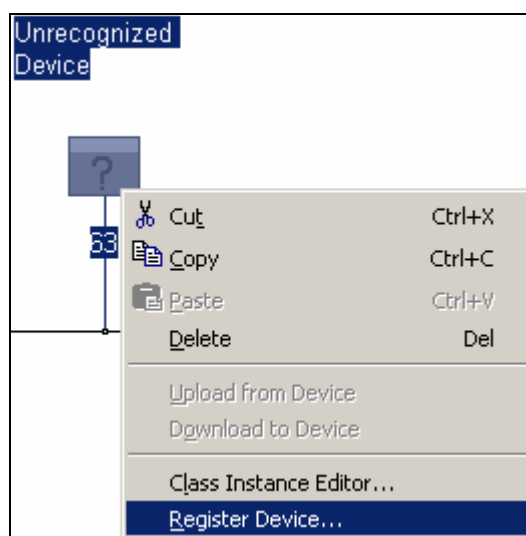 Unrecognized
Device
?
63
Cut Ctrl+X
Copy Ctrl+C
Paste Ctrl+V
Delete Del
Upload from Device
Download to Device
Class Instance Editor...
Register Device...